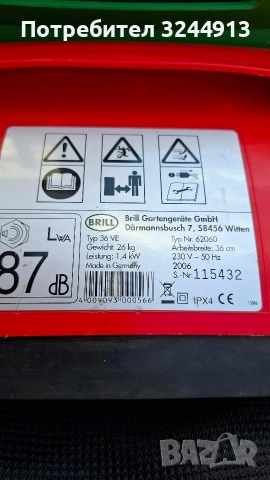 Потребител 3244913
BRILL
Brill Gartengeräte GmbH
Därmannsbusch 7, 58456 Witten
Typ 36 VE
Typ Nr. 62060
Gewicht: 26 kg
Arbeitsbreite: 36 cm
Leistung: 1,4 kW
230 V – 50 Hz
Made in Germany
2006
S.-Nr. 115432
LWA
87 dB
4 009093 000566
IPX4 CE
BAZAR